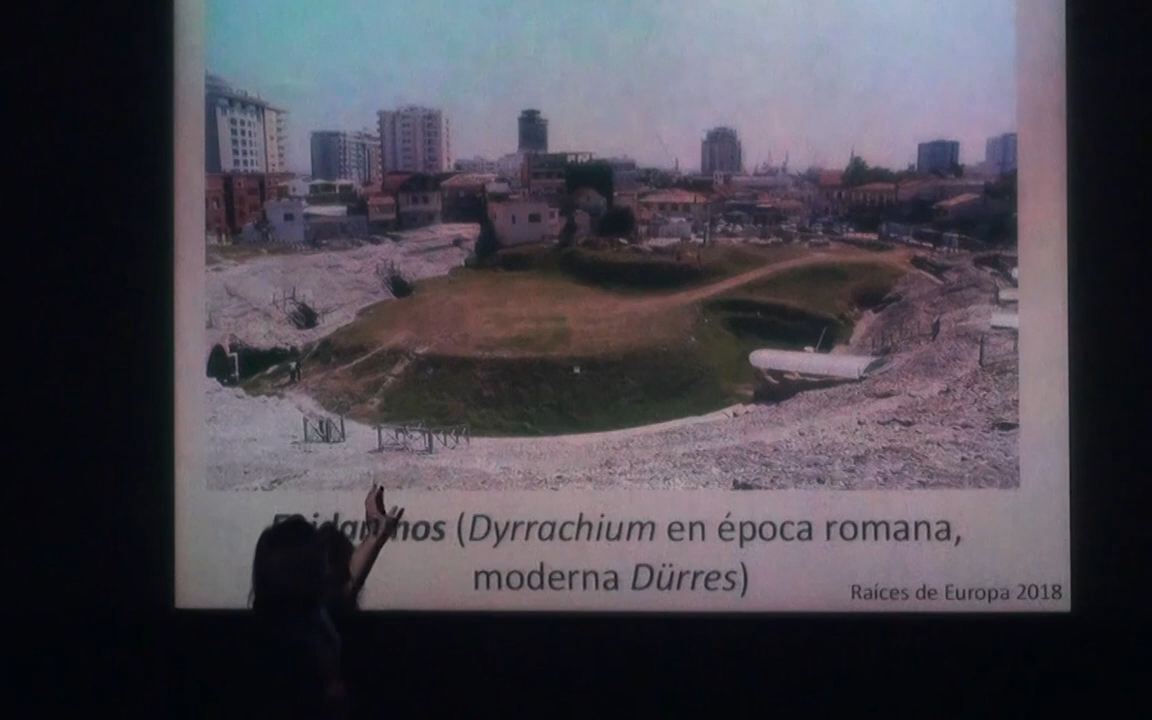 (Dyrrachium en época romana,
moderna Dürres)
Raíces de Europa 2018